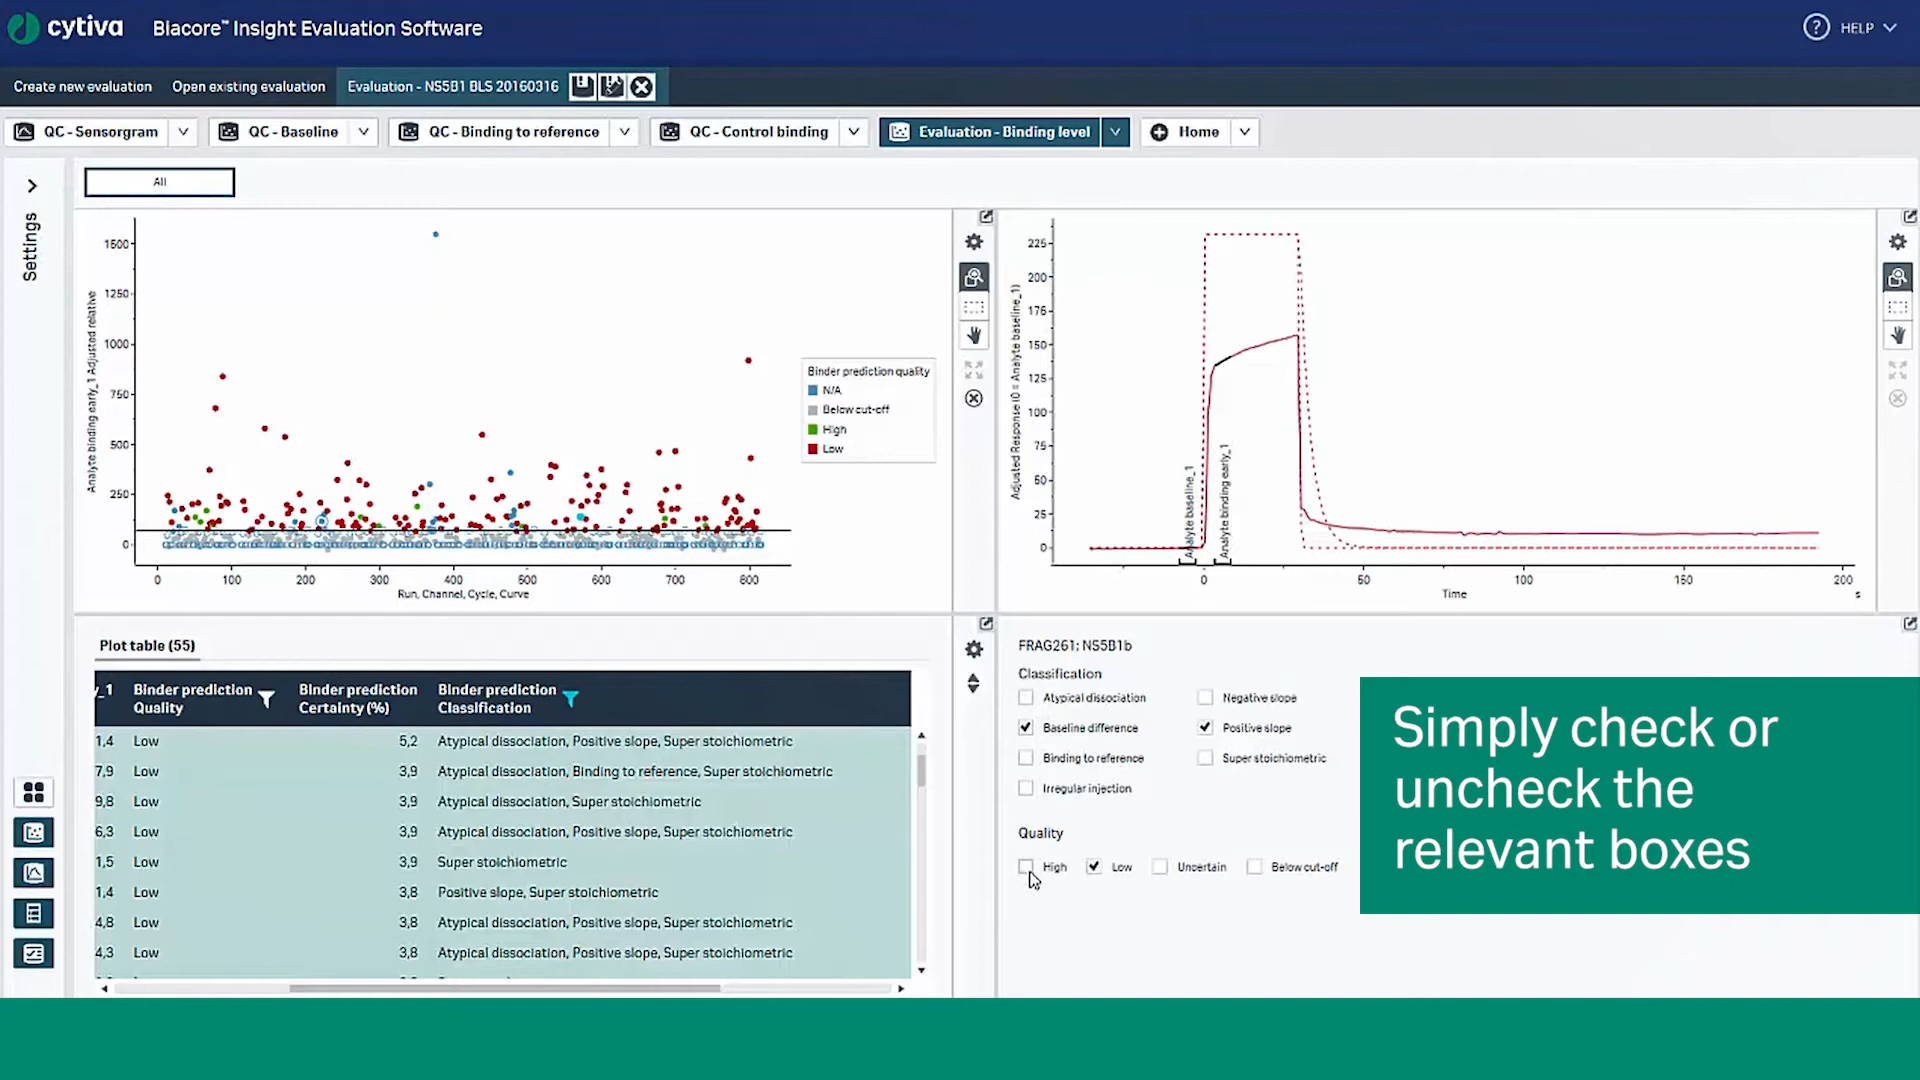 cytiva
Biacore™ Insight Evaluation Software
HELP
Create new evaluation
Open existing evaluation
Evaluation - NS5B1 BLS 20160316
QC - Sensorgram
QC - Baseline
QC - Binding to reference
QC - Control binding
Evaluation - Binding level
Home
Settings
All
Analyte binding early_1 Adjusted relative
1500
1250
1000
750
500
250
0
0 100 200 300 400 500 600 700 800
Run, Channel, Cycle, Curve
Binder prediction quality
N/A
Below cut-off
High
Low
Adjusted Response (0 = Analyte baseline_1)
225
200
175
150
125
100
75
50
25
0
Analyte baseline_1
Analyte binding early_1
0 50 100 150 200
Time
s
Plot table (55)
/_1
Binder prediction
Quality
Binder prediction
Certainty (%)
Binder prediction
Classification
1,4 Low 5,2 Atypical dissociation, Positive slope, Super stoichiometric
7,9 Low 3,9 Atypical dissociation, Binding to reference, Super stoichiometric
9,8 Low 3,9 Atypical dissociation, Super stoichiometric
6,3 Low 3,9 Atypical dissociation, Positive slope, Super stoichiometric
1,5 Low 3,9 Super stoichiometric
1,4 Low 3,8 Positive slope, Super stoichiometric
4,8 Low 3,8 Atypical dissociation, Positive slope, Super stoichiometric
4,3 Low 3,8 Atypical dissociation, Positive slope, Super stoichiometric
FRAG261; NS5B1b
Classification
Atypical dissociation
Negative slope
Baseline difference
Positive slope
Binding to reference
Super stoichiometric
Irregular injection
Quality
High
Low
Uncertain
Below cut-off
Simply check or
uncheck the
relevant boxes